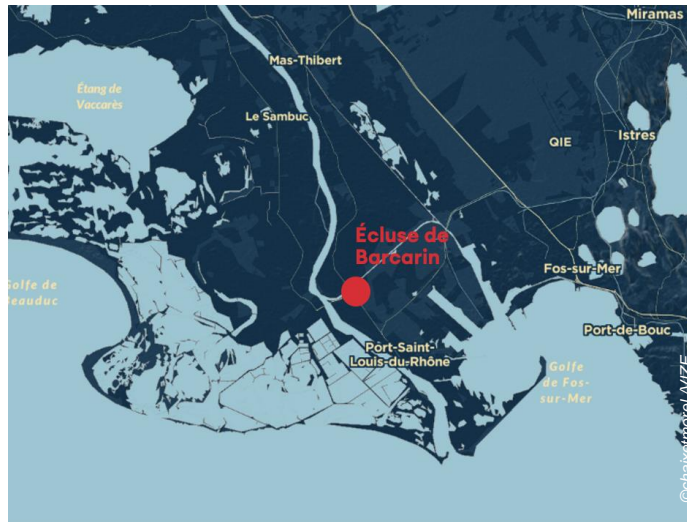 Miramas
Mas-Thibert
Étang de
Vaccarès
Le Sambuc
Istres
QIE
Écluse de
Barcarin
Golfe de
Beauduc
Fos-sur-Mer
Port-de-Bouc
Port-Saint-
Louis-du-Rhône
Golfe
de Fos-
sur-Mer